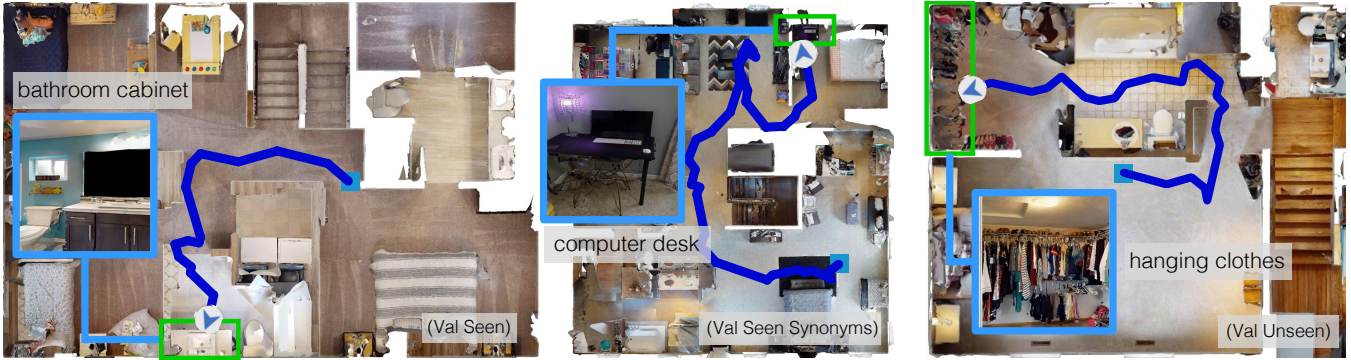 bathroom cabinet
(Val Seen)
computer desk
(Val Seen Synonyms)
hanging clothes
(Val Unseen)